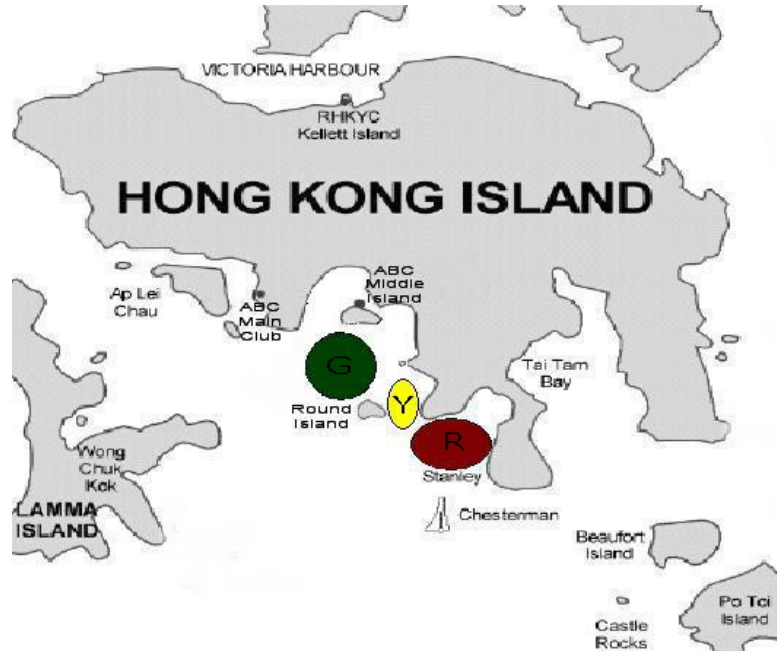 VICTORIA HARBOUR
RHKYC
Kellett Island
HONG KONG ISLAND
ABC
Middle
Island
Ap Lei
Chau
ABC
Main
Club
G
Tai Tam
Bay
Y
Round
Island
R
Wong
Chuk
Kok
Stanley
LAMMA
ISLAND
Chesterman
Beaufort
Island
Po Toi
Island
Castle
Rocks